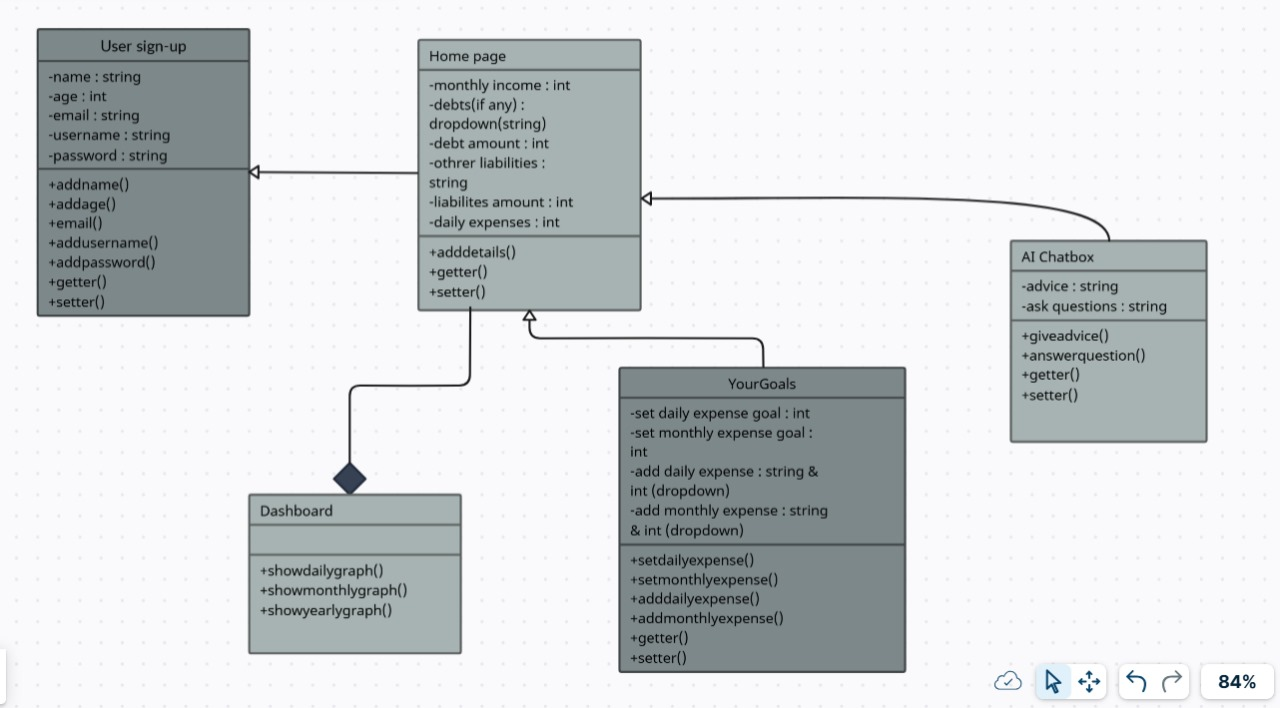 User sign-up
-name : string
-age : int
-email : string
-username : string
-password : string
+addname()
+addage()
+email()
+addusername()
+addpassword()
+getter()
+setter()
Home page
-monthly income : int
-debts(if any) :
dropdown(string)
-debt amount : int
-othrer liabilities :
string
-liabilites amount : int
-daily expenses : int
+adddetails()
+getter()
+setter()
AI Chatbox
-advice : string
-ask questions : string
+giveadvice()
+answerquestion()
+getter()
+setter()
YourGoals
-set daily expense goal : int
-set monthly expense goal :
int
-add daily expense : string &
int (dropdown)
-add monthly expense : string
& int (dropdown)
+setdailyexpense()
+setmonthlyexpense()
+adddailyexpense()
+addmonthlyexpense()
+getter()
+setter()
Dashboard
+showdailygraph()
+showmonthlygraph()
+showyearlygraph()
84%